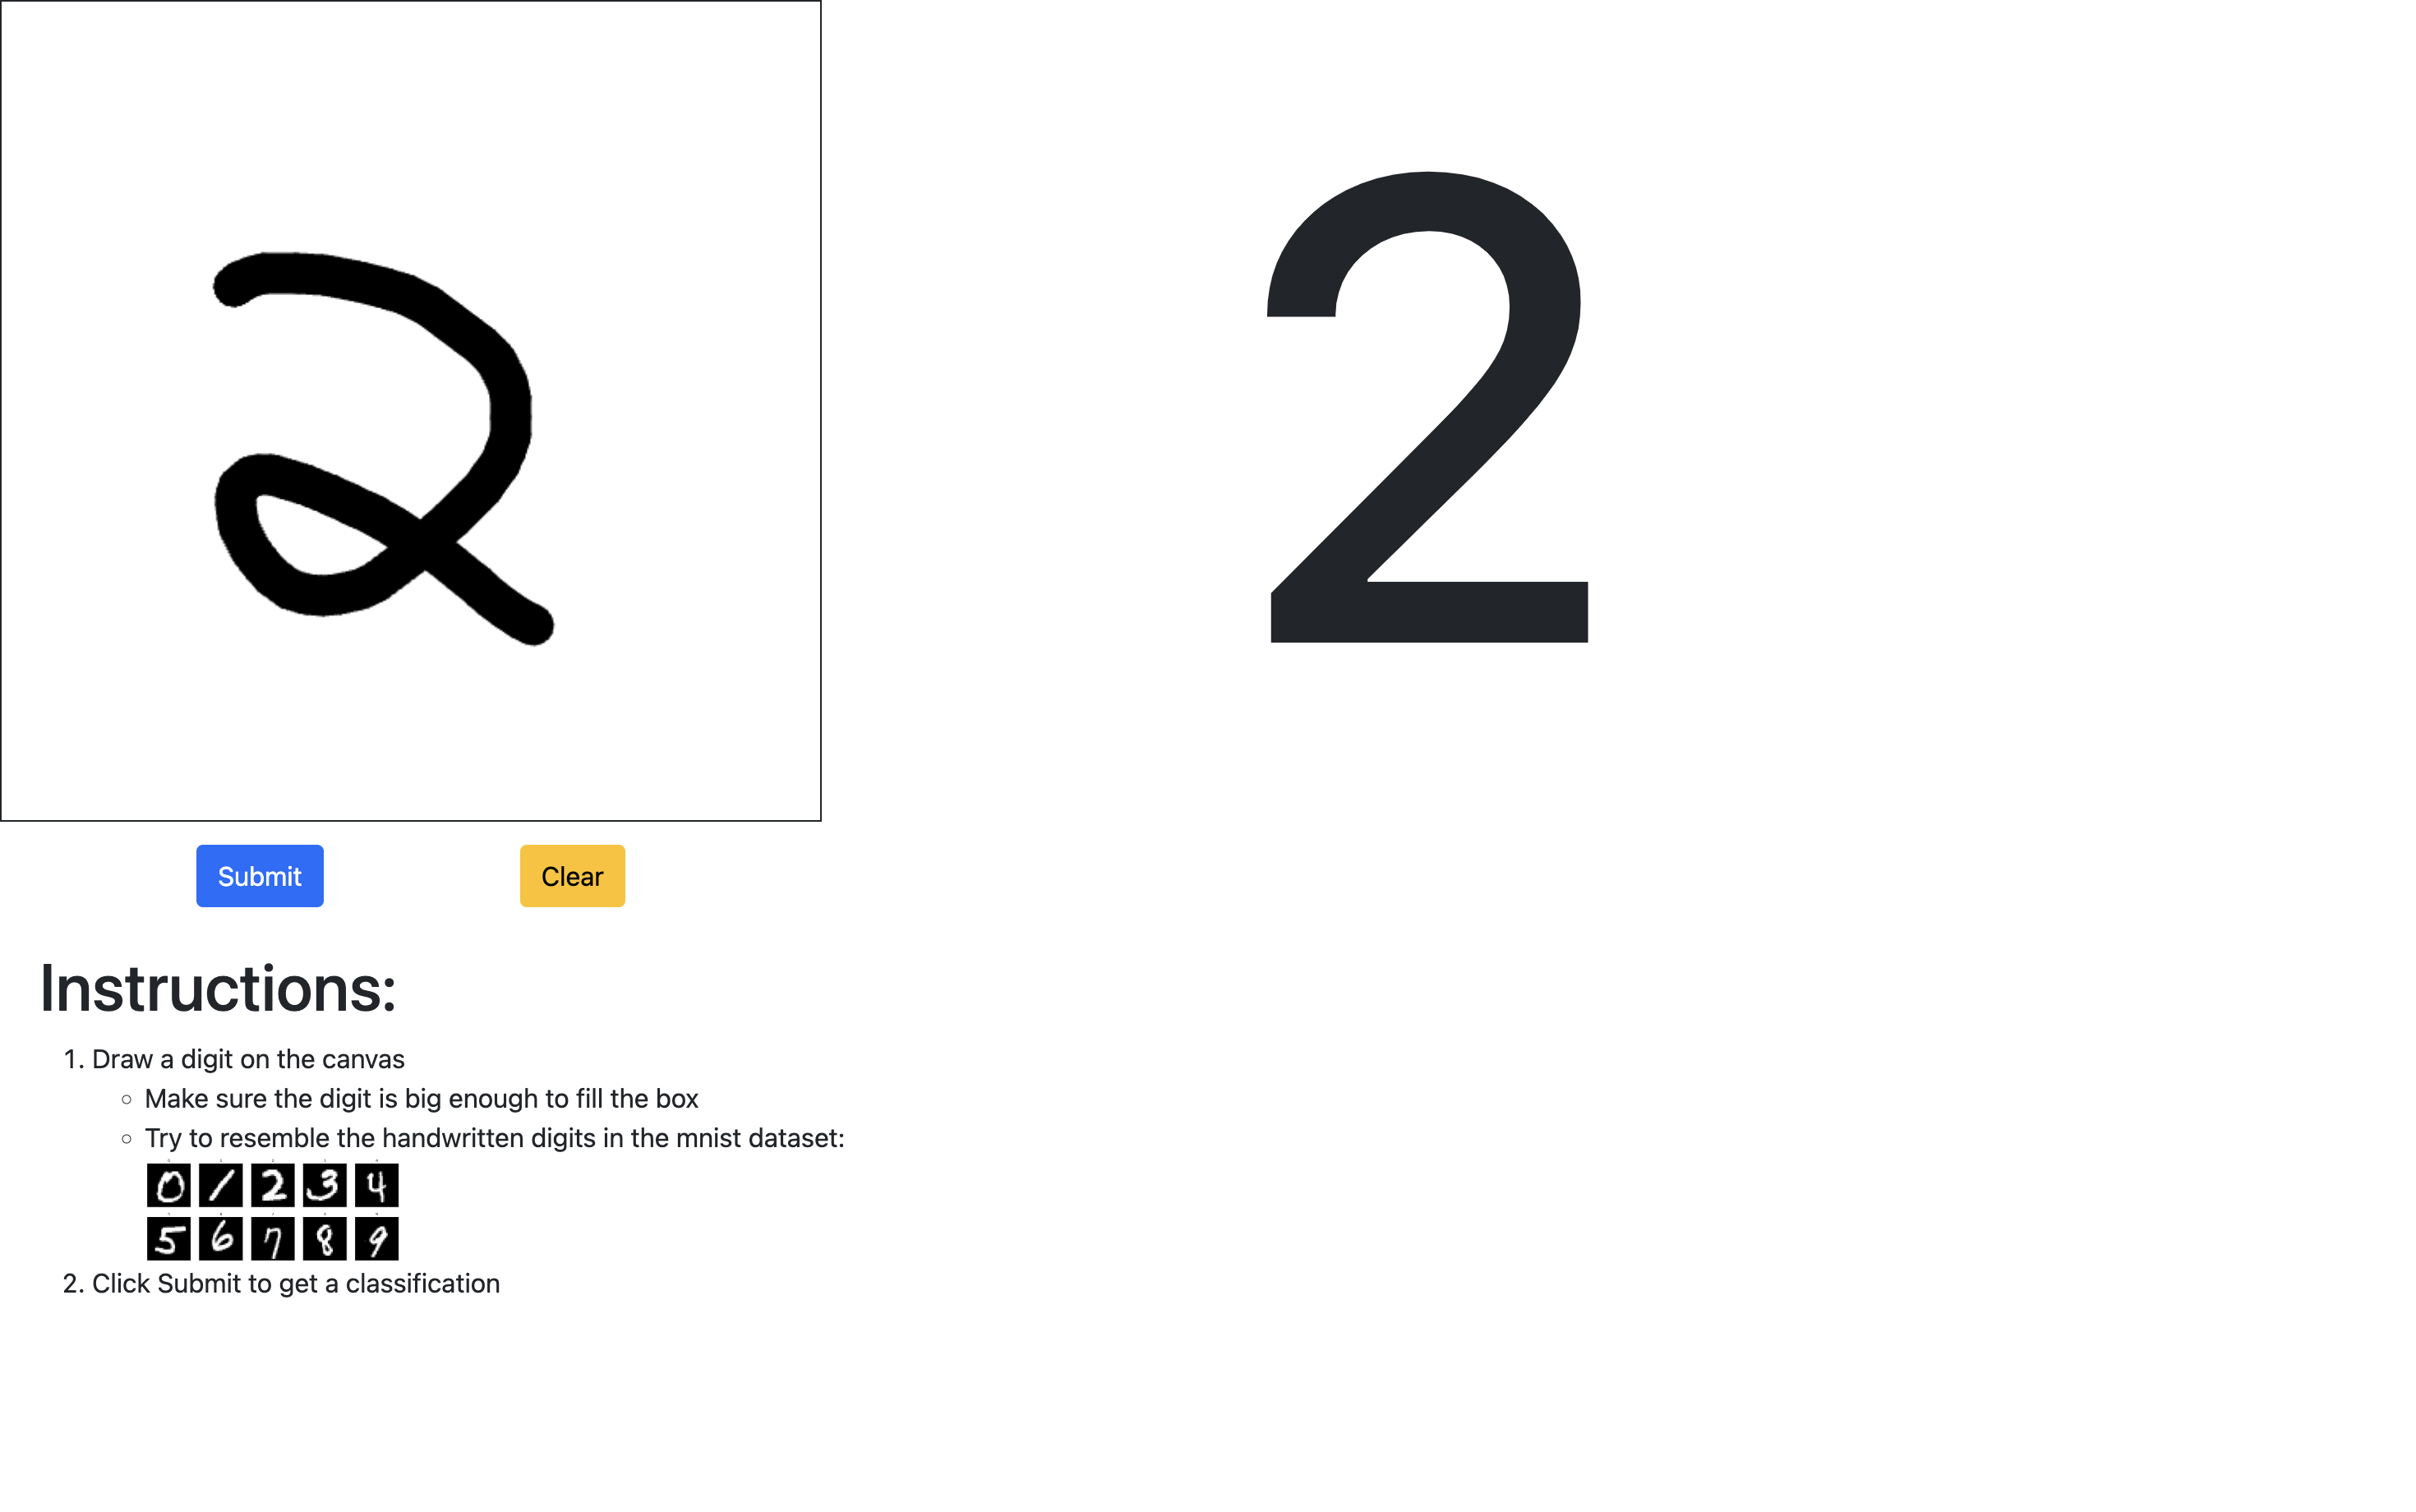 2
2
Submit Clear
Instructions:
1. Draw a digit on the canvas
○ Make sure the digit is big enough to fill the box
○ Try to resemble the handwritten digits in the mnist dataset:
0 1 2 3 4
5 6 7 8 9
2. Click Submit to get a classification